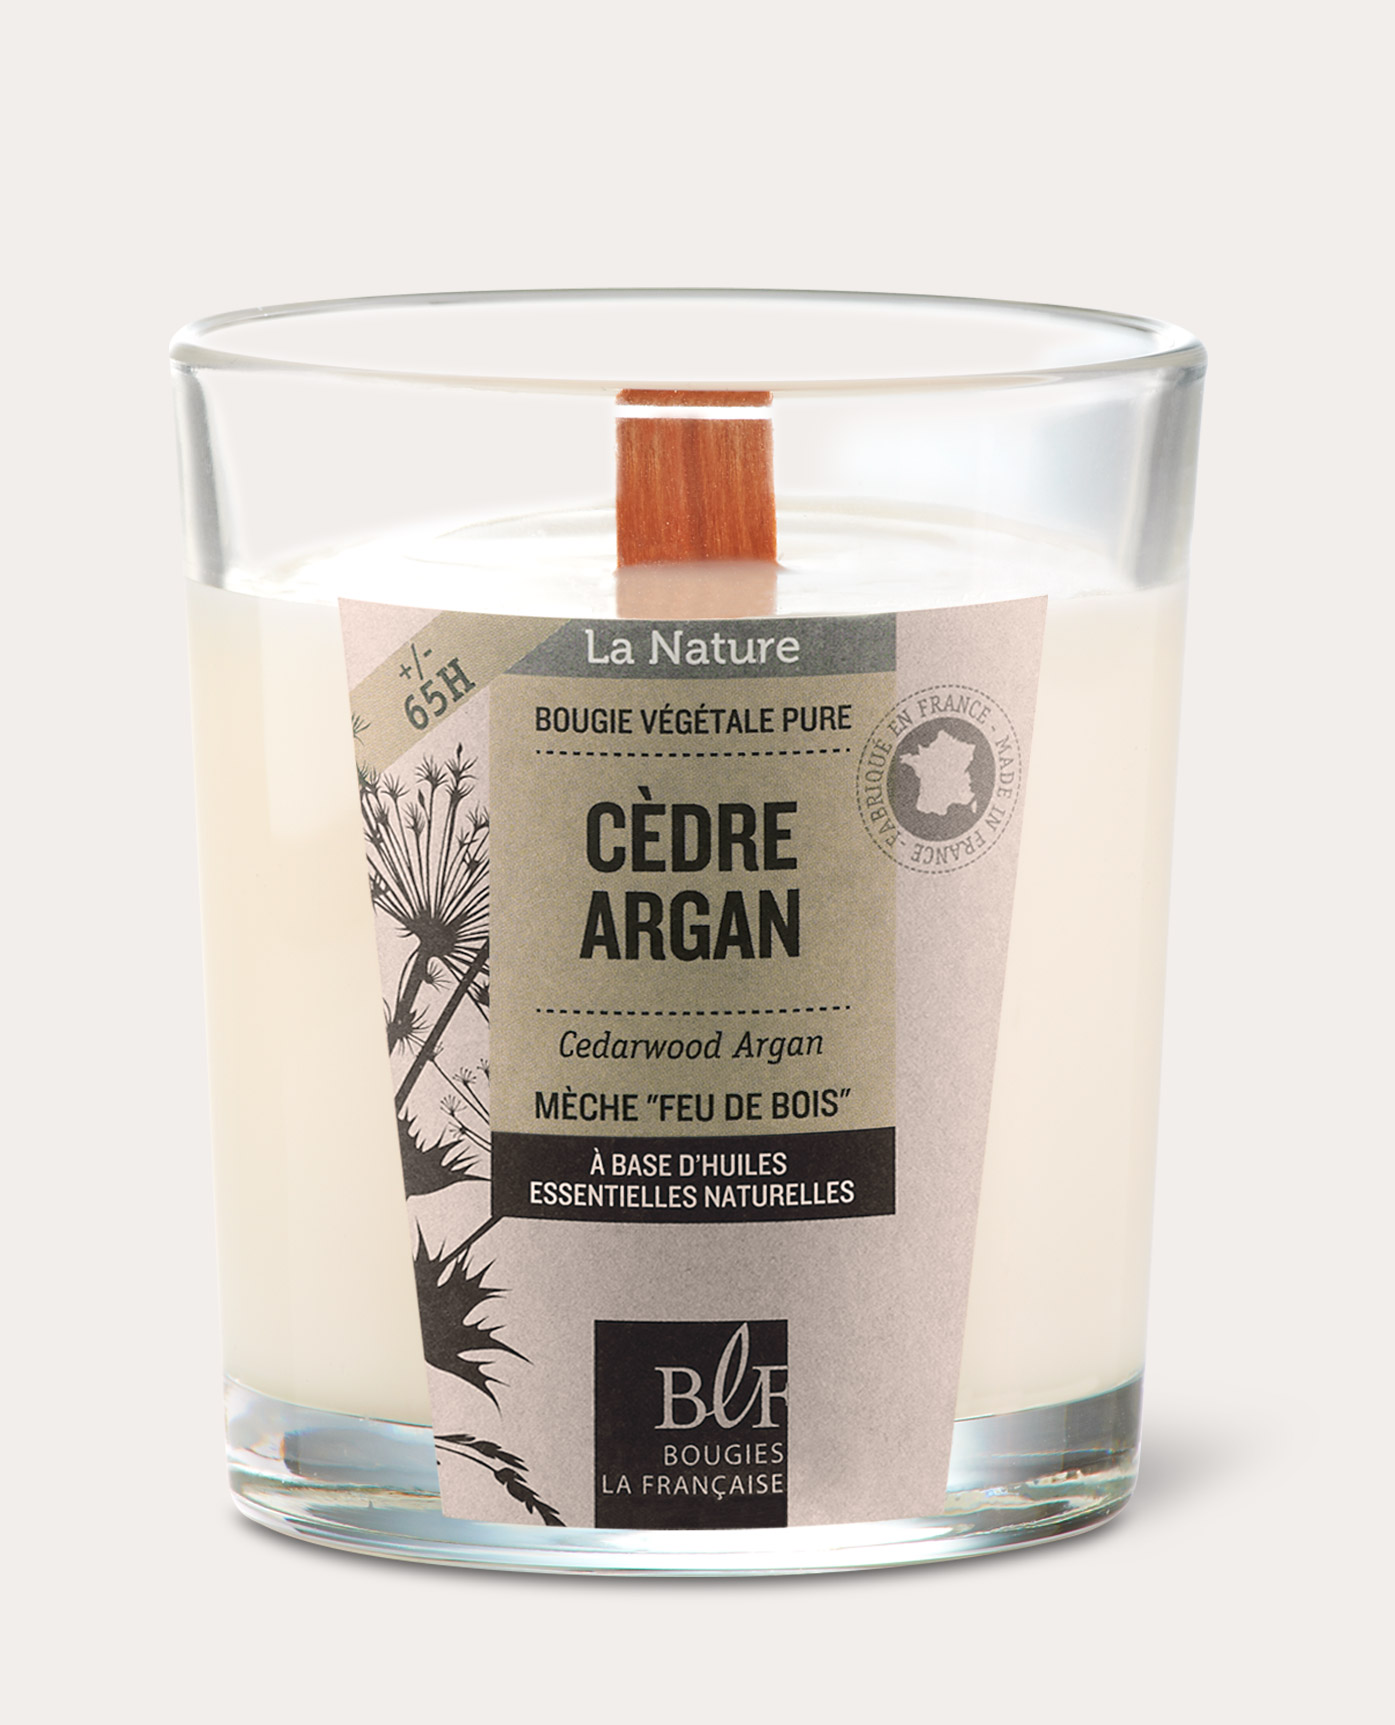 La Nature
+/-
65H
BOUGIE VÉGÉTALE PURE
FABRIQUÉ EN FRANCE - MADE IN FRANCE -
CÈDRE
ARGAN
Cedarwood Argan
MÈCHE "FEU DE BOIS"
À BASE D'HUILES
ESSENTIELLES NATURELLES
BLF
BOUGIES
LA FRANÇAISE